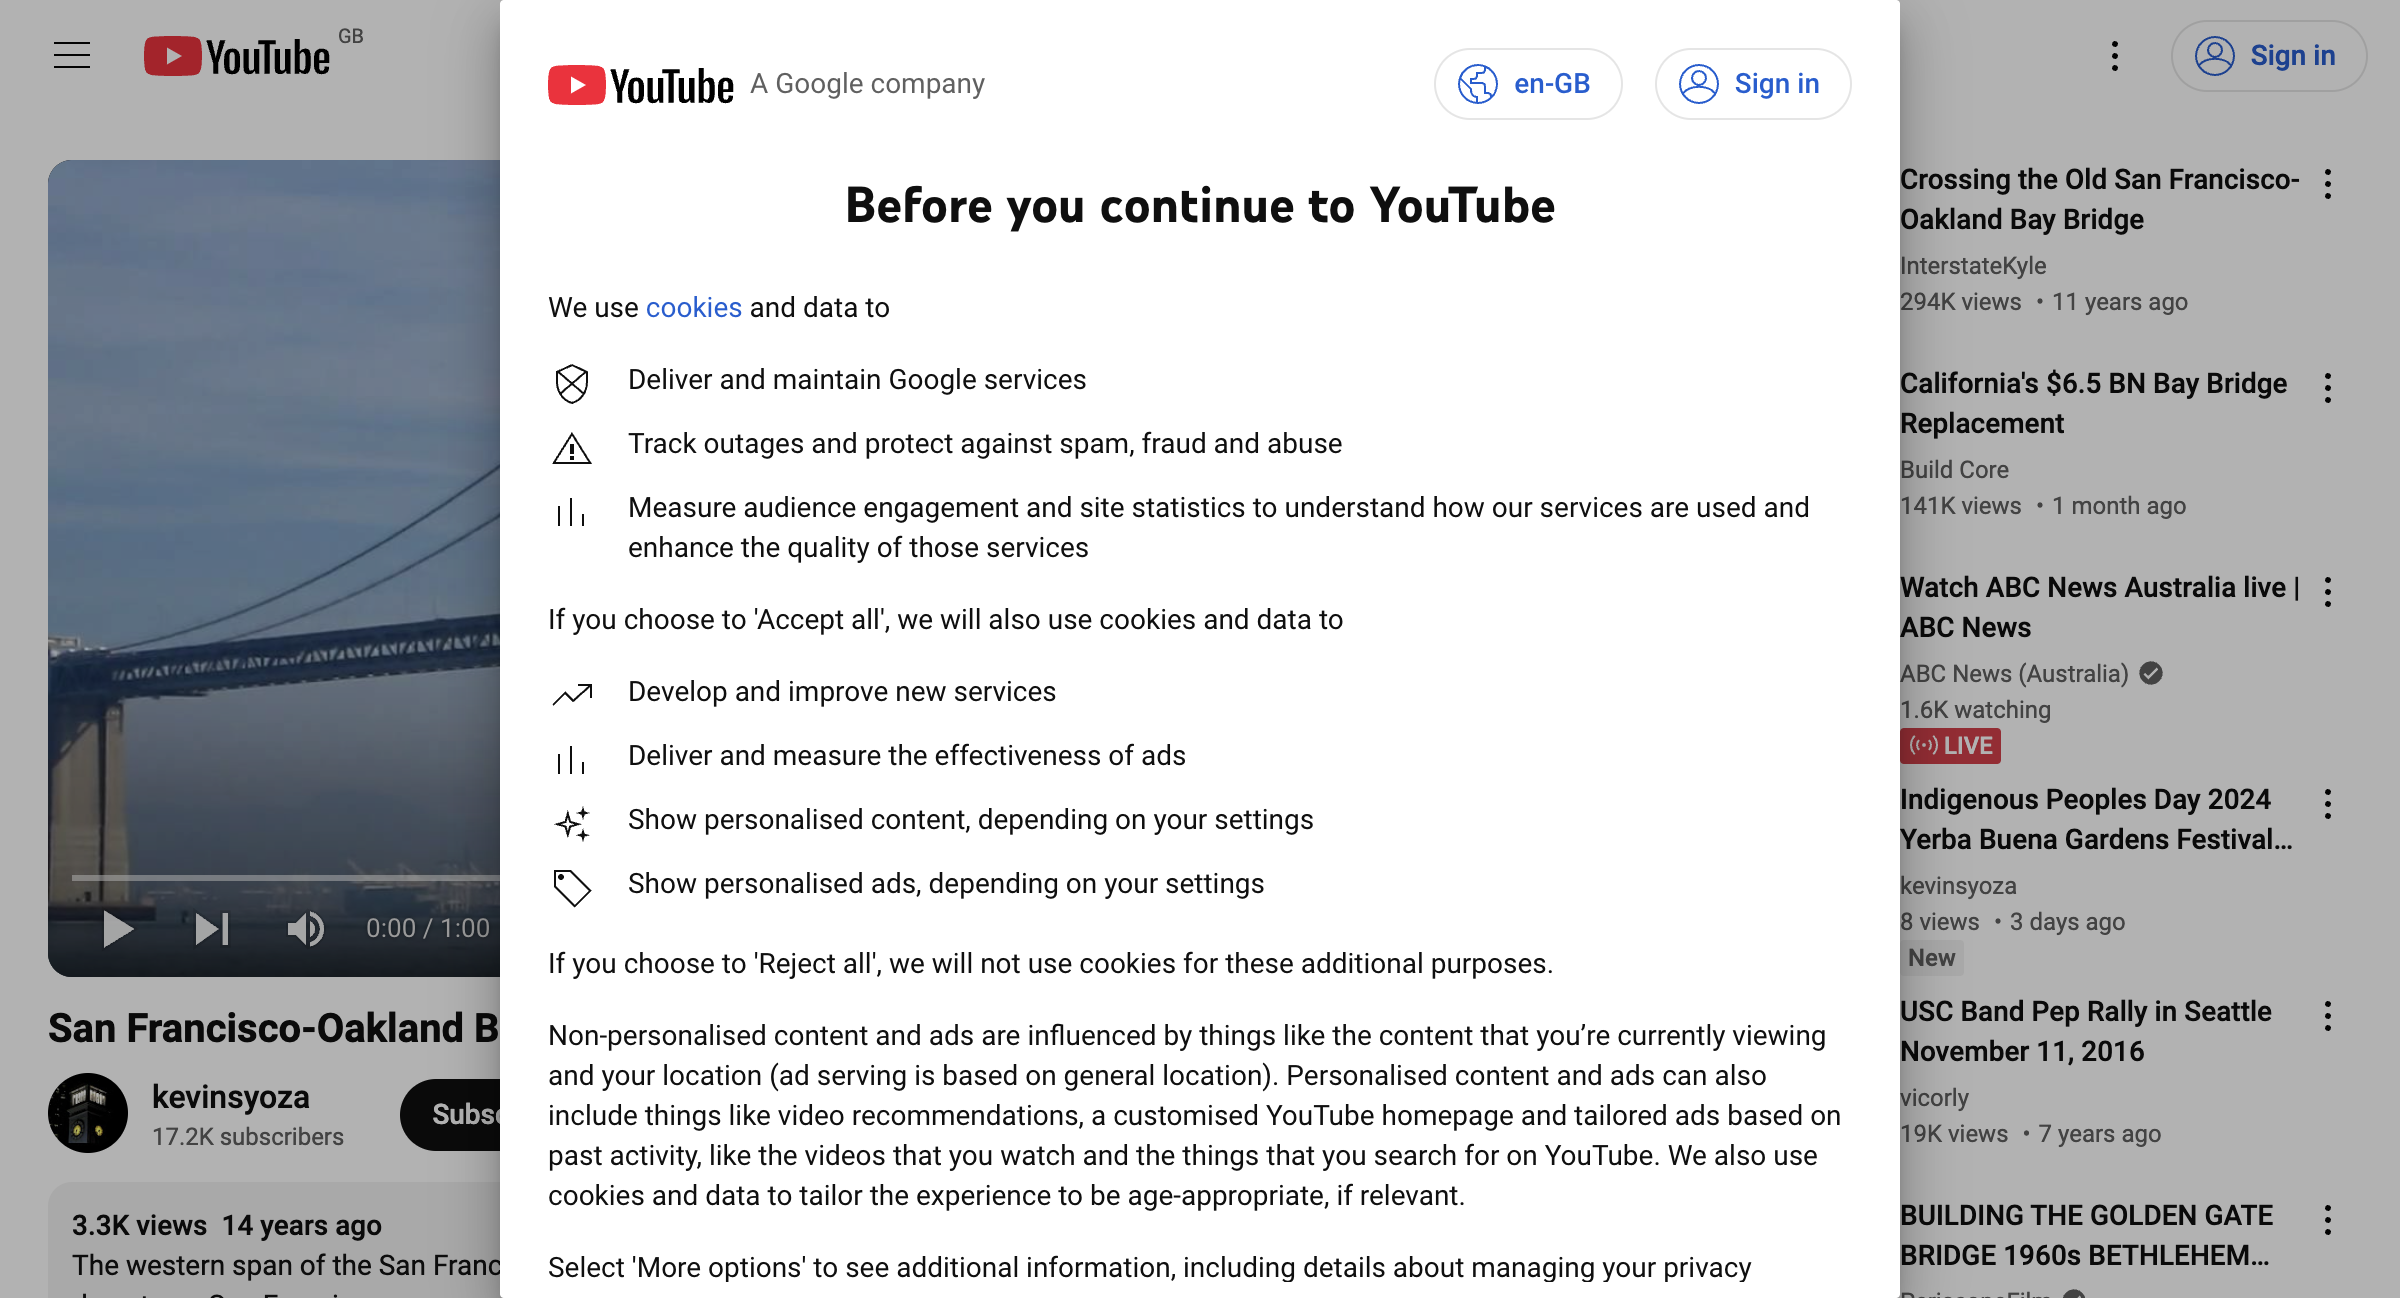 YouTube GB
Sign in
YouTube A Google company
en-GB
Sign in
Before you continue to YouTube
We use cookies and data to
Deliver and maintain Google services
Track outages and protect against spam, fraud and abuse
Measure audience engagement and site statistics to understand how our services are used and
enhance the quality of those services
If you choose to 'Accept all', we will also use cookies and data to
Develop and improve new services
Deliver and measure the effectiveness of ads
Show personalised content, depending on your settings
Show personalised ads, depending on your settings
If you choose to 'Reject all', we will not use cookies for these additional purposes.
Non-personalised content and ads are influenced by things like the content that you’re currently viewing
and your location (ad serving is based on general location). Personalised content and ads can also
include things like video recommendations, a customised YouTube homepage and tailored ads based on
past activity, like the videos that you watch and the things that you search for on YouTube. We also use
cookies and data to tailor the experience to be age-appropriate, if relevant.
Select 'More options' to see additional information, including details about managing your privacy
0:00 / 1:00
San Francisco-Oakland B
kevinsyoza
17.2K subscribers
Subsc
3.3K views 14 years ago
The western span of the San Franc
Crossing the Old San Francisco-
Oakland Bay Bridge
InterstateKyle
294K views • 11 years ago
California's $6.5 BN Bay Bridge
Replacement
Build Core
141K views • 1 month ago
Watch ABC News Australia live |
ABC News
ABC News (Australia)
1.6K watching
LIVE
Indigenous Peoples Day 2024
Yerba Buena Gardens Festival...
kevinsyoza
8 views • 3 days ago
New
USC Band Pep Rally in Seattle
November 11, 2016
vicorly
19K views • 7 years ago
BUILDING THE GOLDEN GATE
BRIDGE 1960s BETHLEHEM...